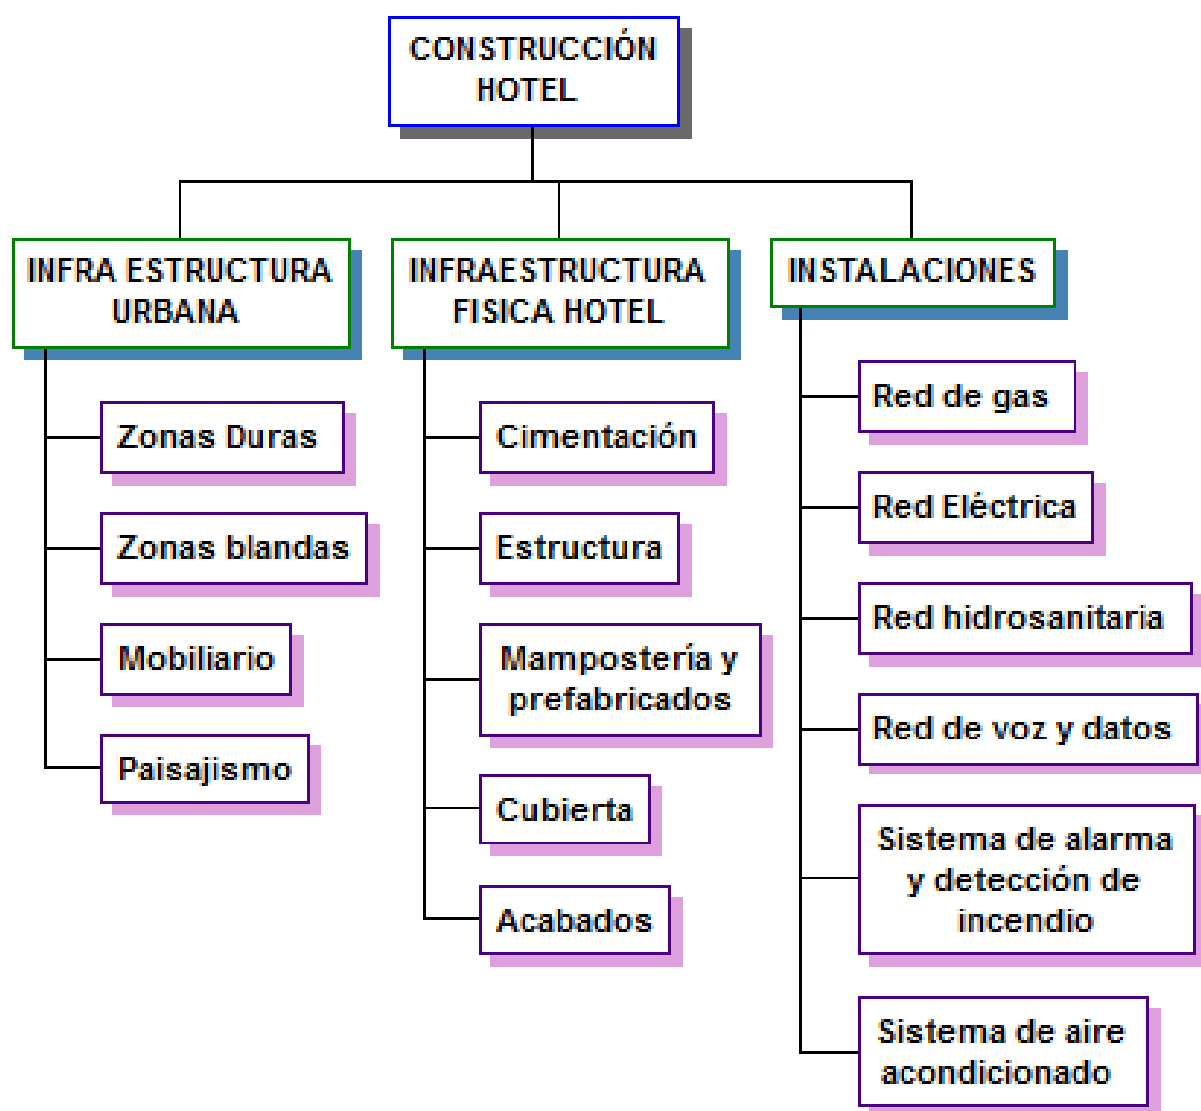 CONSTRUCCIÓN
HOTEL
INFRA ESTRUCTURA
URBANA
Zonas Duras
Zonas blandas
Mobiliario
Paisajismo
INFRAESTRUCTURA
FISICA HOTEL
Cimentación
Estructura
Mampostería y
prefabricados
Cubierta
Acabados
INSTALACIONES
Red de gas
Red Eléctrica
Red hidrosanitaria
Red de voz y datos
Sistema de alarma
y detección de
incendio
Sistema de aire
acondicionado